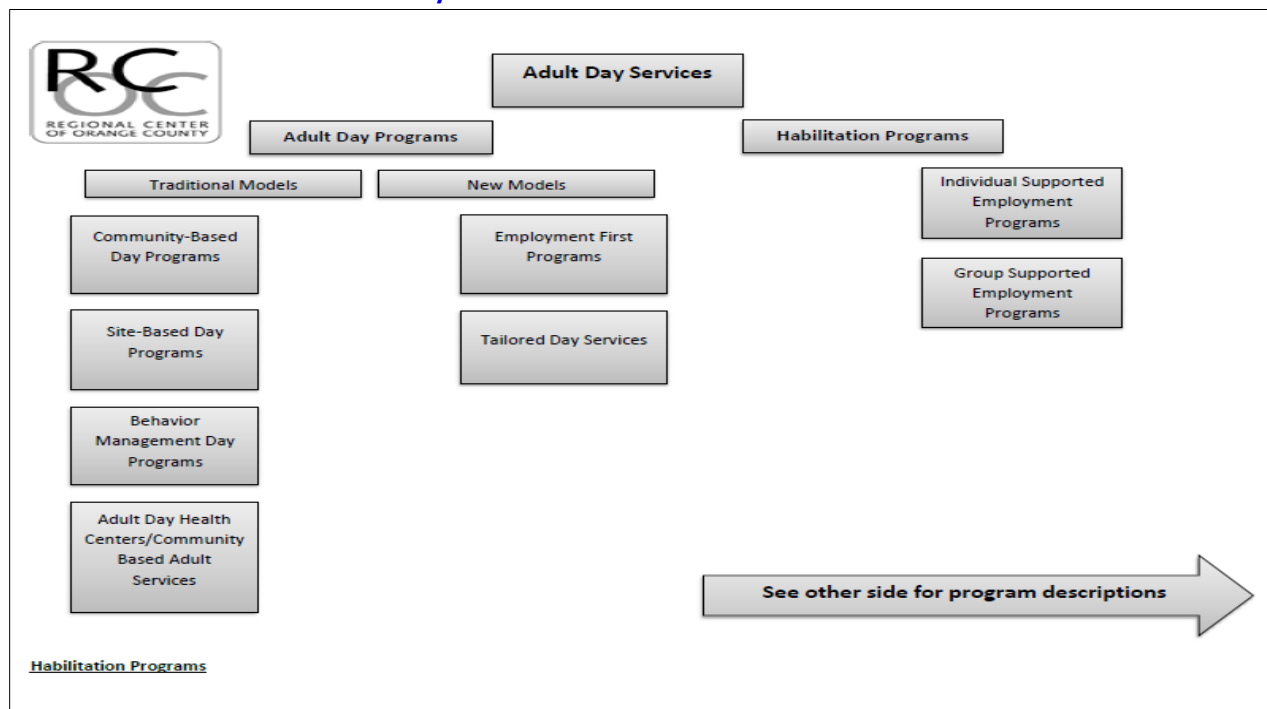 RC
OC
REGIONAL CENTER
OF ORANGE COUNTY
Adult Day Services
Adult Day Programs
Habilitation Programs
Traditional Models
New Models
Community-Based
Day Programs
Site-Based Day
Programs
Behavior
Management Day
Programs
Adult Day Health
Centers/Community
Based Adult
Services
Employment First
Programs
Tailored Day Services
Individual Supported
Employment
Programs
Group Supported
Employment
Programs
See other side for program descriptions
Habilitation Programs